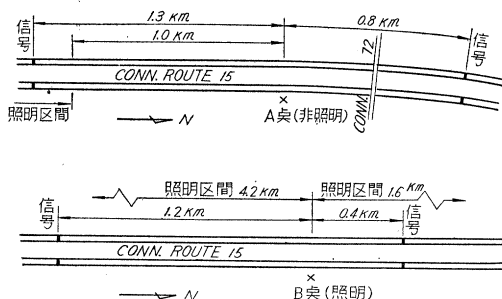 1.3 km
0.8 km
信号
1.0 km
72
信号
CONN. ROUTE 15
CONN.
照明区間
N
A点(非照明)
照明区間 4.2 km
照明区間 1.6 km
信号
1.2 km
0.4 km
信号
CONN. ROUTE 15
N
B点(照明)